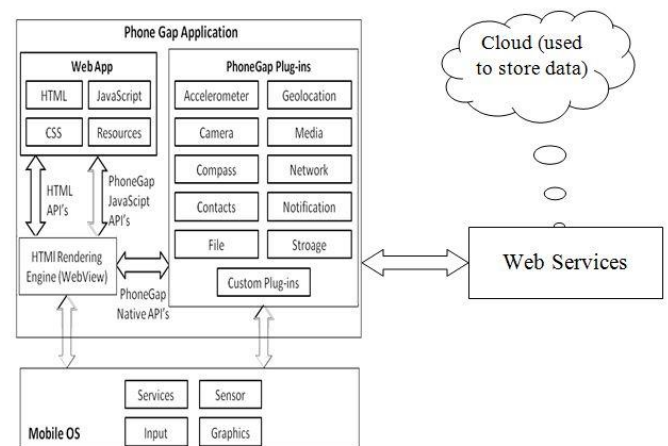 Phone Gap Application
Web App
HTML
JavaScript
CSS
Resources
HTML
API's
PhoneGap
JavaScipt
API's
HTMl Rendering
Engine (WebView)
PhoneGap
Native API's
PhoneGap Plug-ins
Accelerometer
Geolocation
Camera
Media
Compass
Network
Contacts
Notification
File
Stroage
Custom Plug-ins
Mobile OS
Services
Sensor
Input
Graphics
Cloud (used
to store data)
Web Services